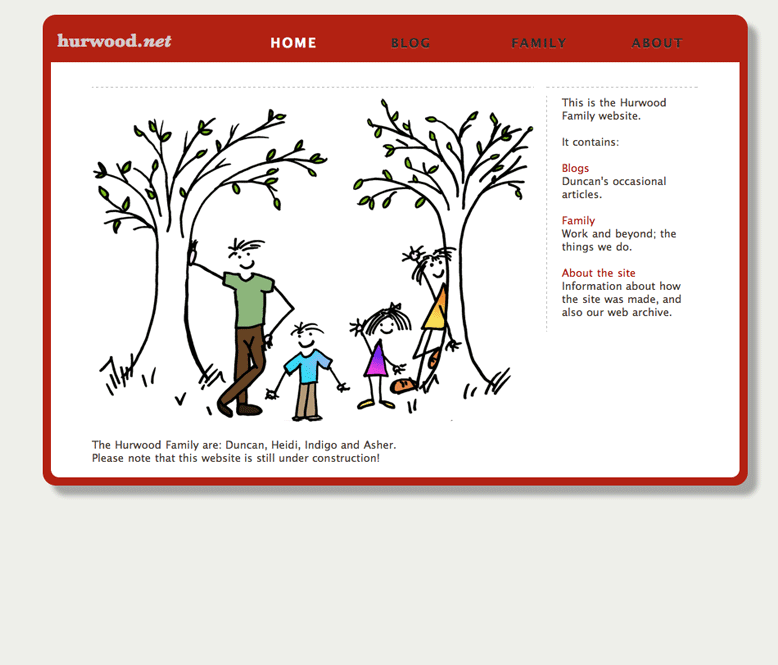 hurwood.net
HOME BLOG FAMILY ABOUT
This is the Hurwood
Family website.
It contains:
Blogs
Duncan's occasional
articles.
Family
Work and beyond; the
things we do.
About the site
Information about how
the site was made, and
also our web archive.
The Hurwood Family are: Duncan, Heidi, Indigo and Asher.
Please note that this website is still under construction!